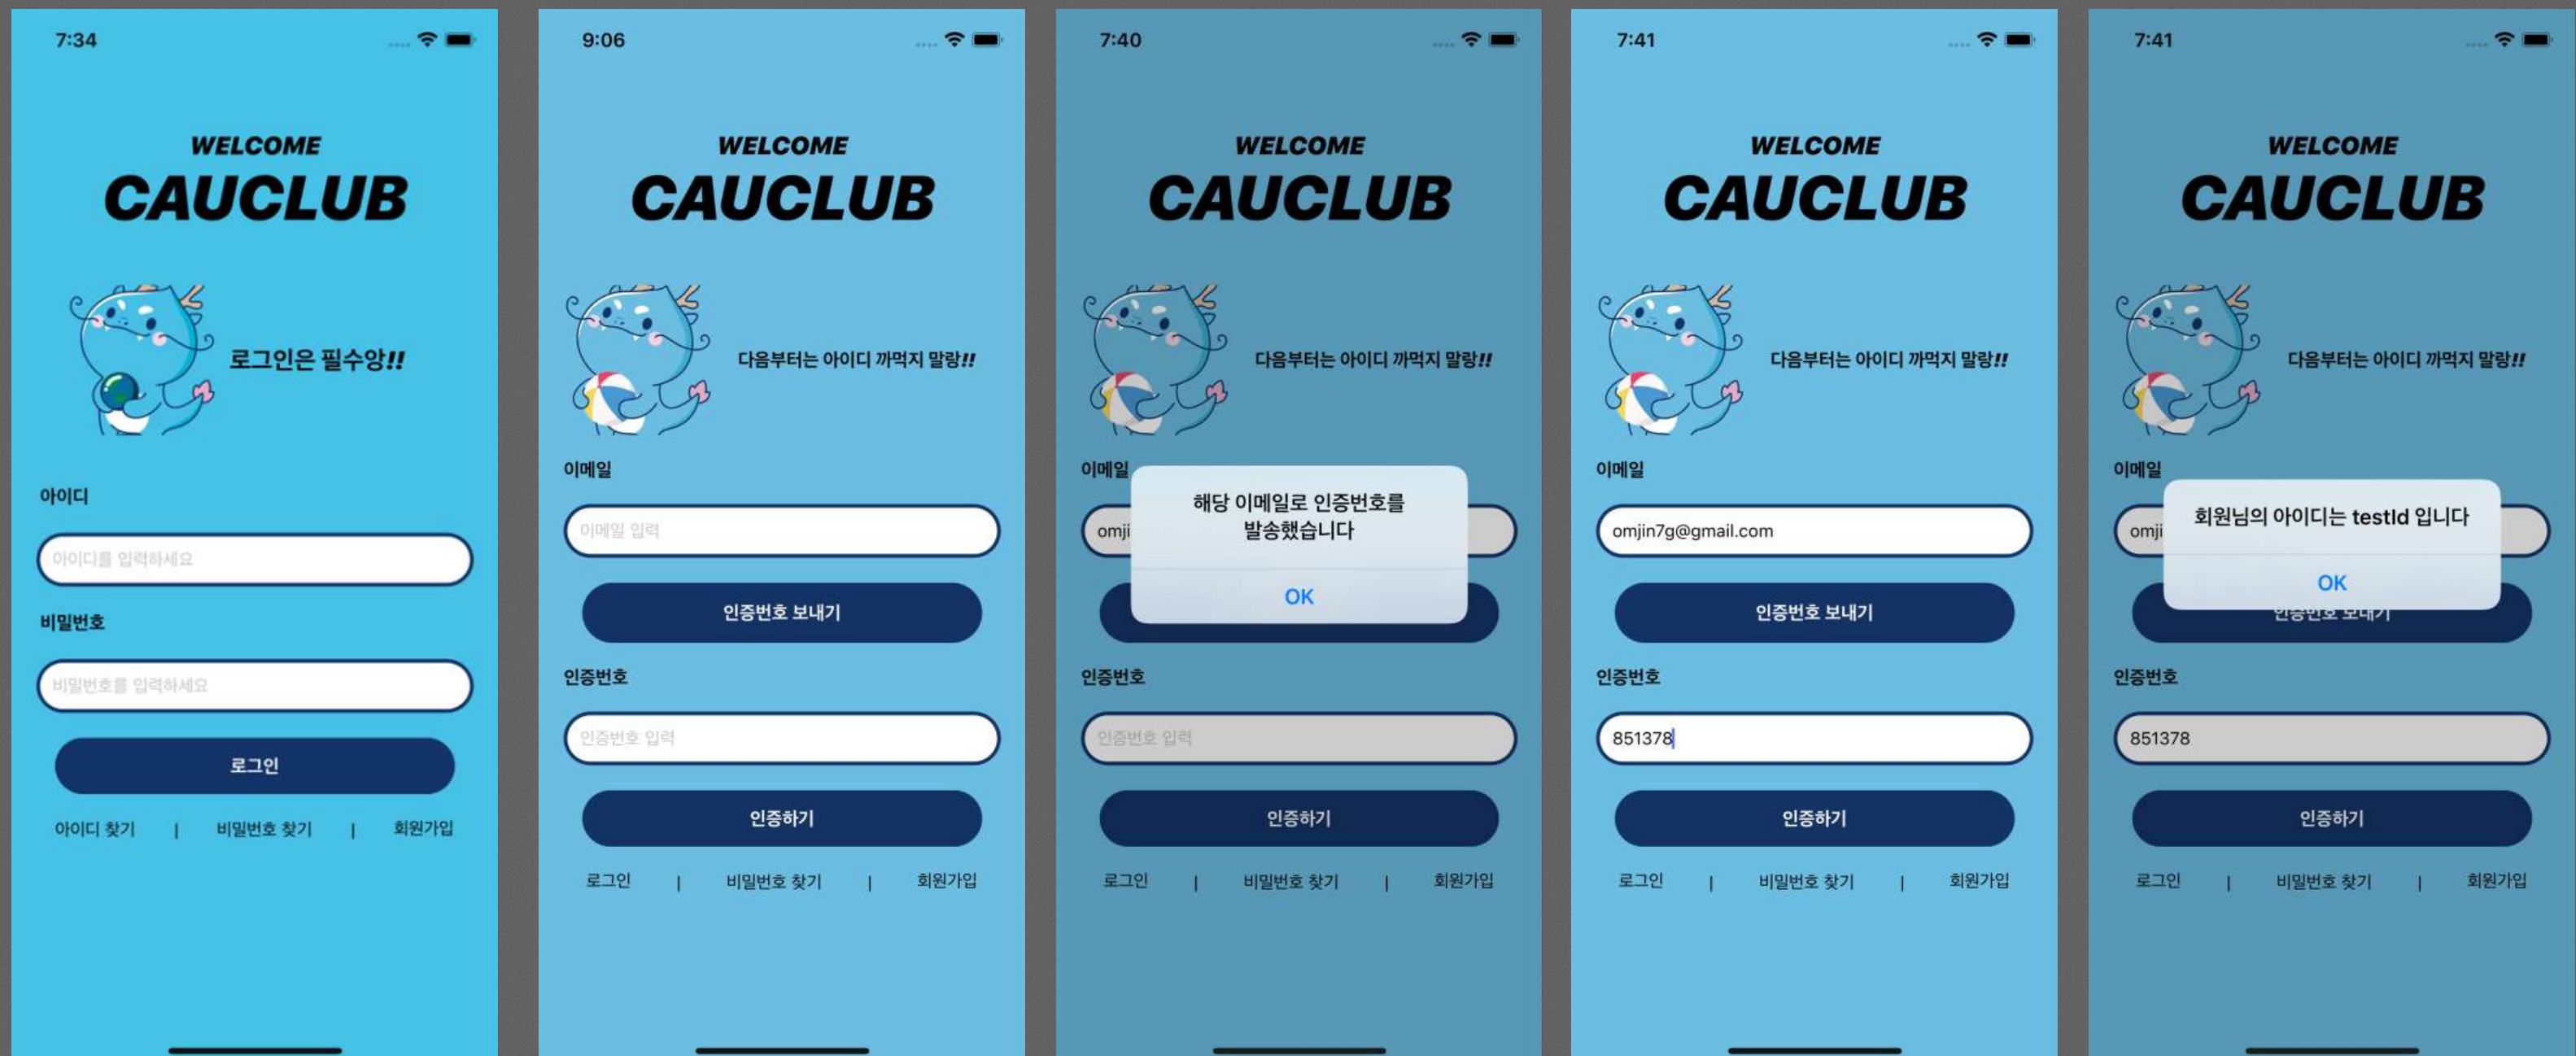 7:34
WELCOME
CAUCLUB
로그인은 필수앙!!
아이디
아이디를 입력하세요
비밀번호
비밀번호를 입력하세요
로그인
아이디 찾기 | 비밀번호 찾기 | 회원가입
9:06
WELCOME
CAUCLUB
다음부터는 아이디 까먹지 말랑!!
이메일
이메일 입력
인증번호 보내기
인증번호
인증번호 입력
인증하기
로그인 | 비밀번호 찾기 | 회원가입
7:40
WELCOME
CAUCLUB
다음부터는 아이디 까먹지 말랑!!
이메일
해당 이메일로 인증번호를
발송했습니다
omji
OK
인증번호
인증번호 입력
인증하기
로그인 | 비밀번호 찾기 | 회원가입
7:41
WELCOME
CAUCLUB
다음부터는 아이디 까먹지 말랑!!
이메일
omjin7g@gmail.com
인증번호 보내기
인증번호
851378
인증하기
로그인 | 비밀번호 찾기 | 회원가입
7:41
WELCOME
CAUCLUB
다음부터는 아이디 까먹지 말랑!!
이메일
회원님의 아이디는 testId 입니다
omji
OK
인증번호 보내기
인증번호
851378
인증하기
로그인 | 비밀번호 찾기 | 회원가입